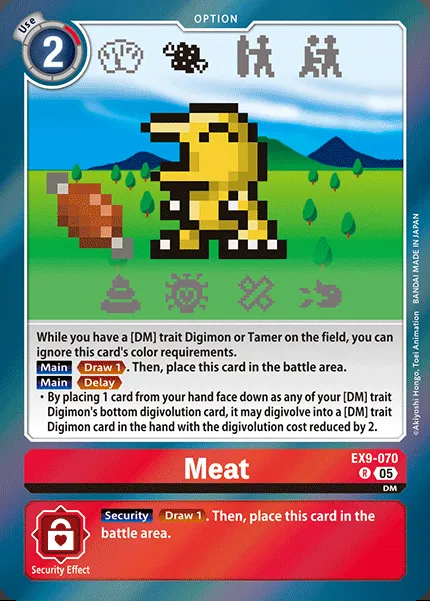 OPTION
Use
2
While you have a [DM] trait Digimon or Tamer on the field, you can
ignore this card's color requirements.
Main Draw 1. Then, place this card in the battle area.
Main Delay
• By placing 1 card from your hand face down as any of your [DM] trait
Digimon's bottom digivolution card, it may digivolve into a [DM] trait
Digimon card in the hand with the digivolution cost reduced by 2.
©Akiyoshi Hongo, Toei Animation BANDAI MADE IN JAPAN
Meat
EX9-070
R 05
DM
Security Draw 1. Then, place this card in the
battle area.
Security Effect